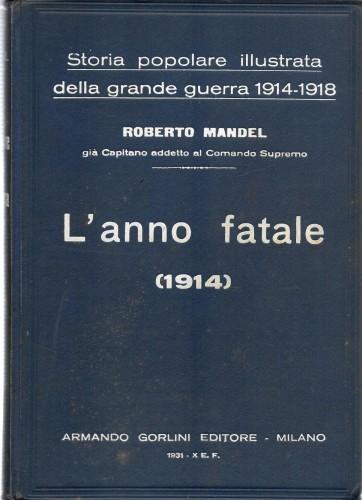 Storia popolare illustrata
della grande guerra 1914-1918
ROBERTO MANDEL
già Capitano addetto al Comando Supremo
L'anno fatale
(1914)
ARMANDO GORLINI EDITORE - MILANO
1931 - X E. F.